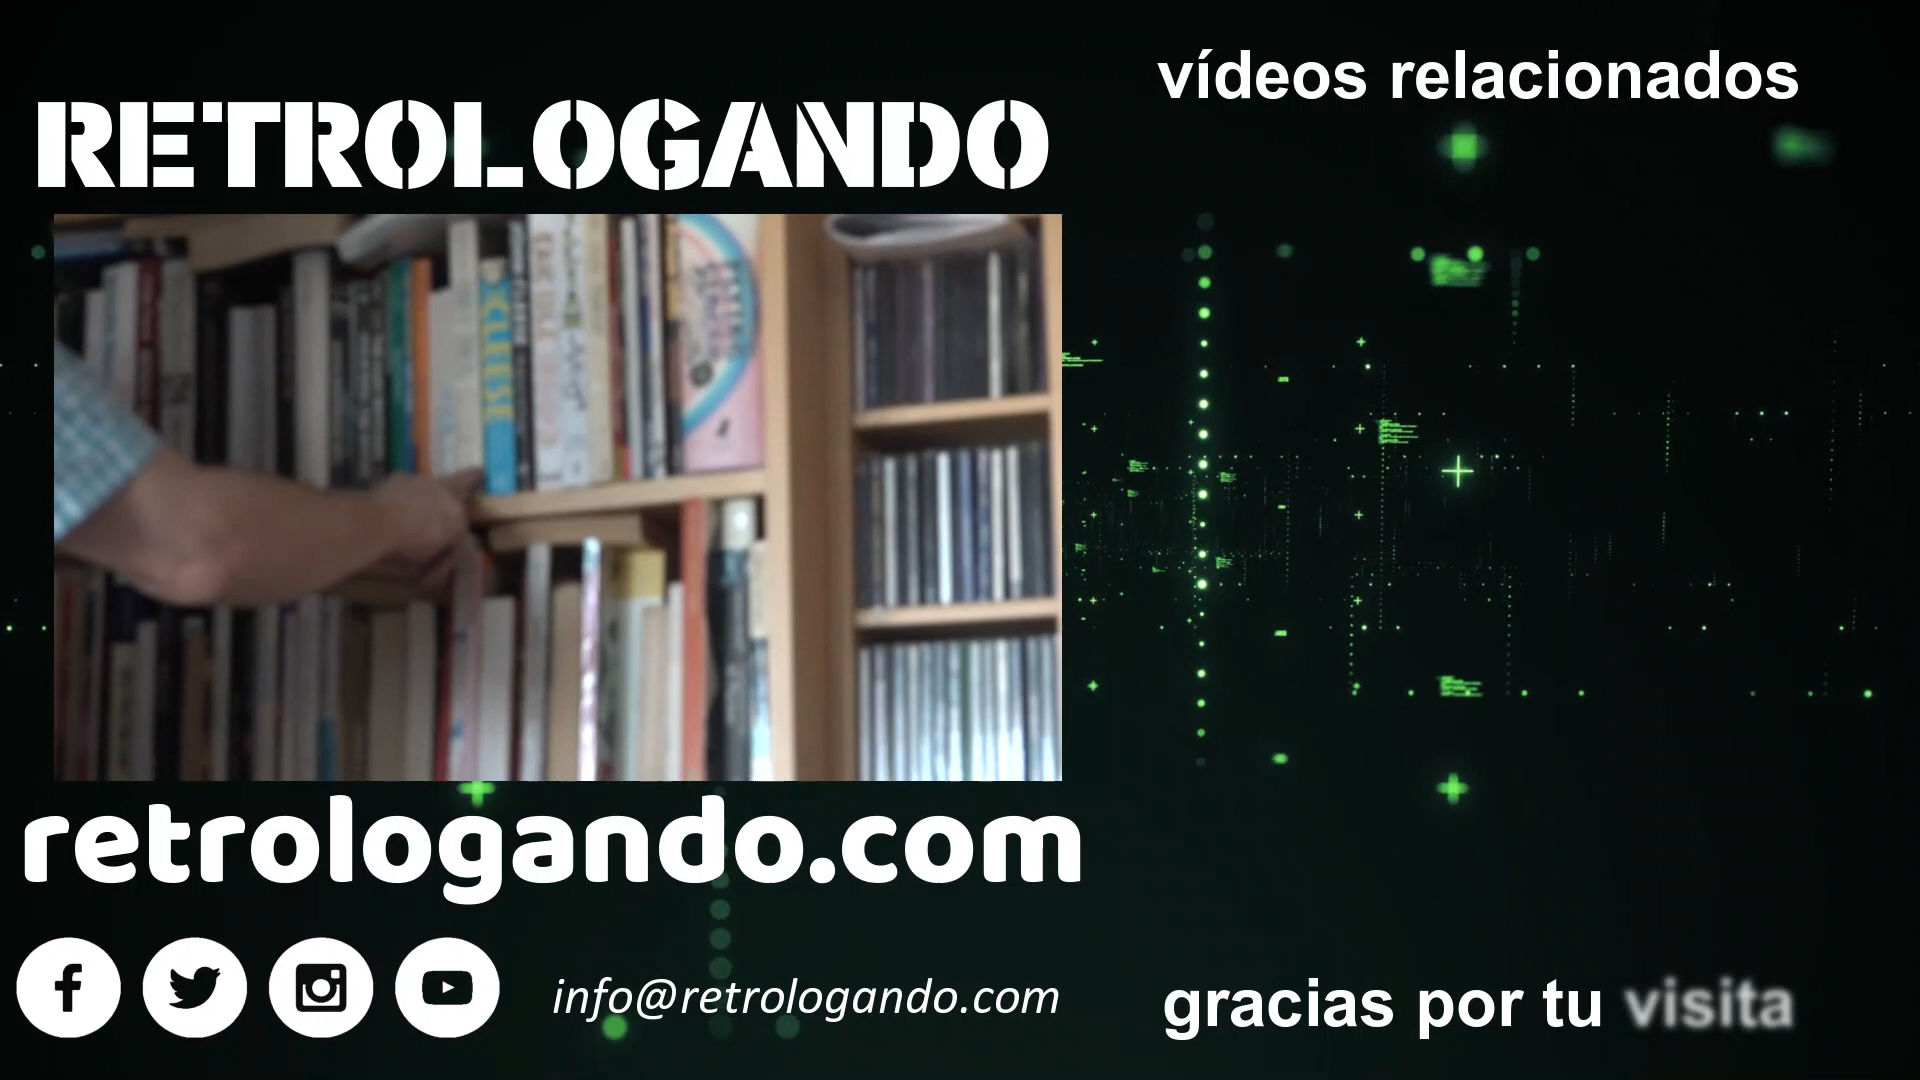 RETROLOGANDO
vídeos relacionados
retrologando.com
info@retrologando.com
gracias por tu visita